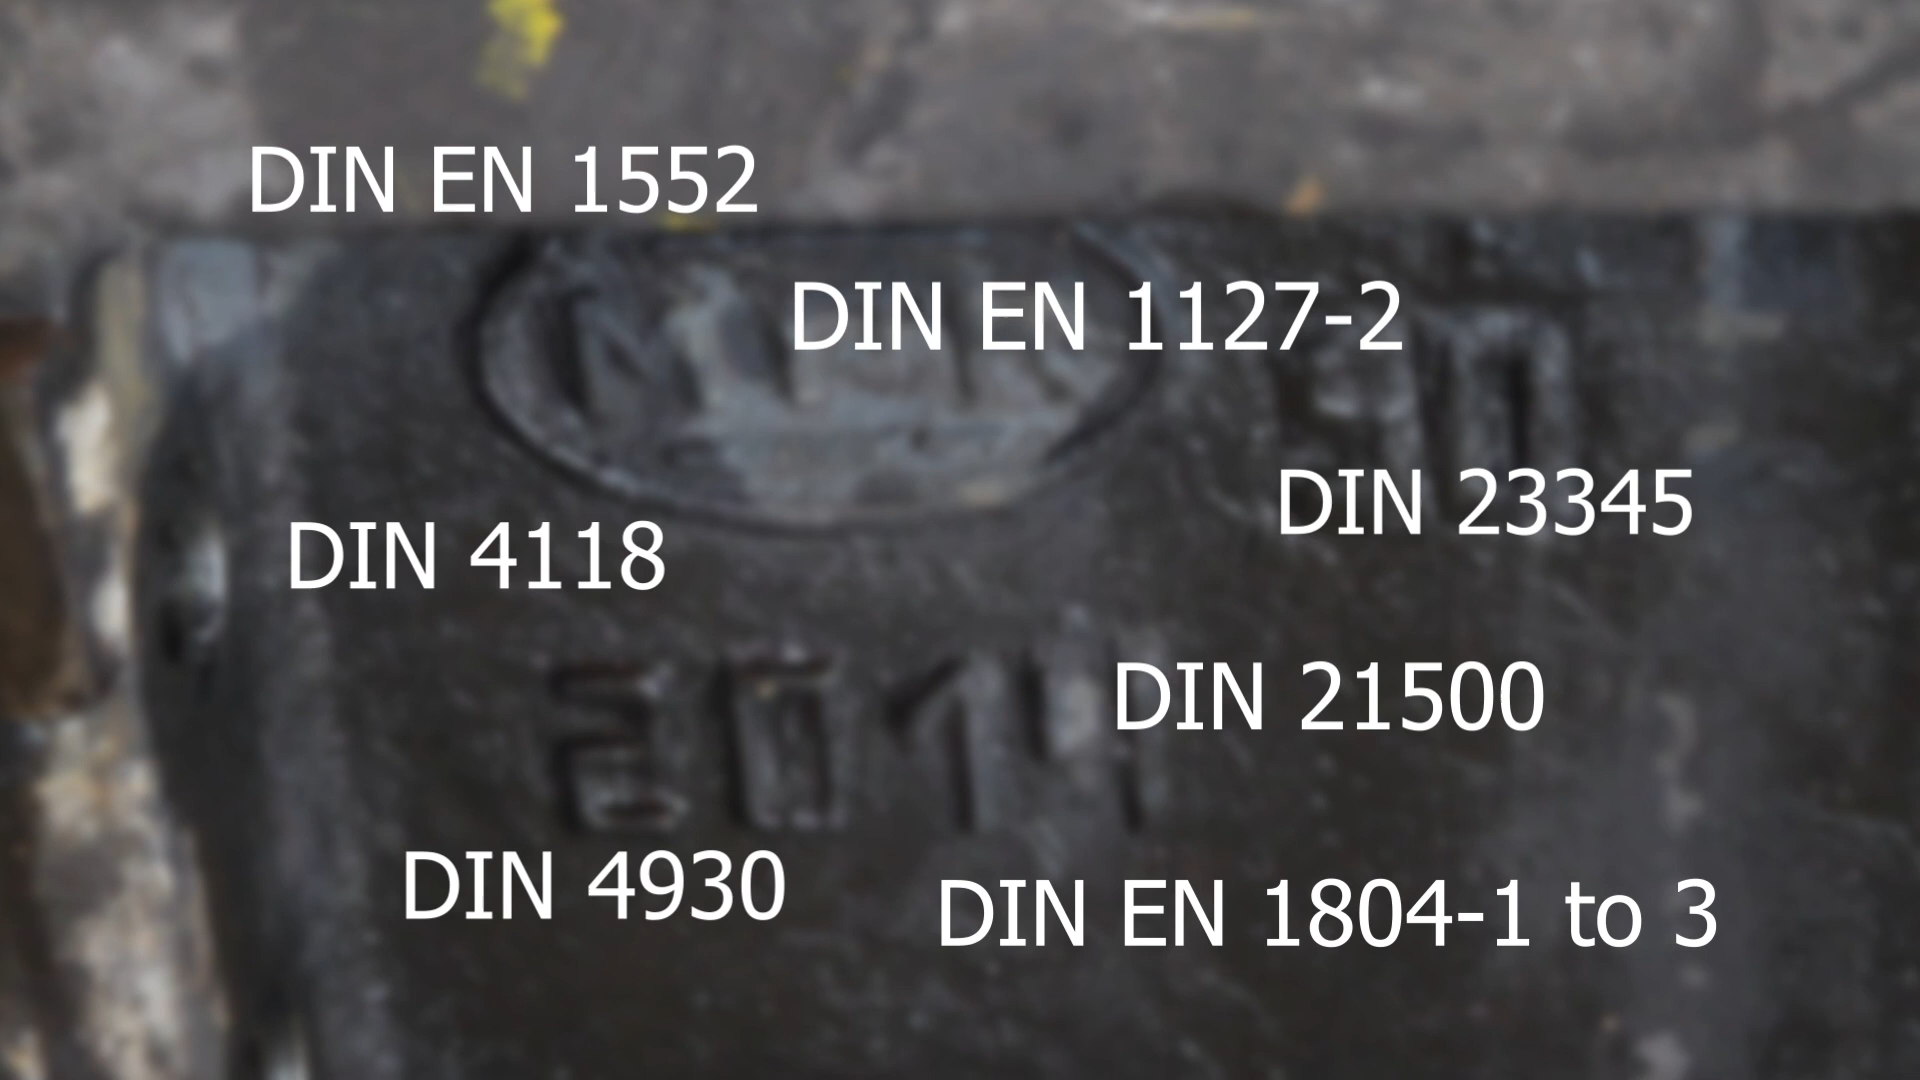 DIN EN 1552
DIN EN 1127-2
DIN 23345
DIN 4118
2014
DIN 21500
DIN 4930
DIN EN 1804-1 to 3